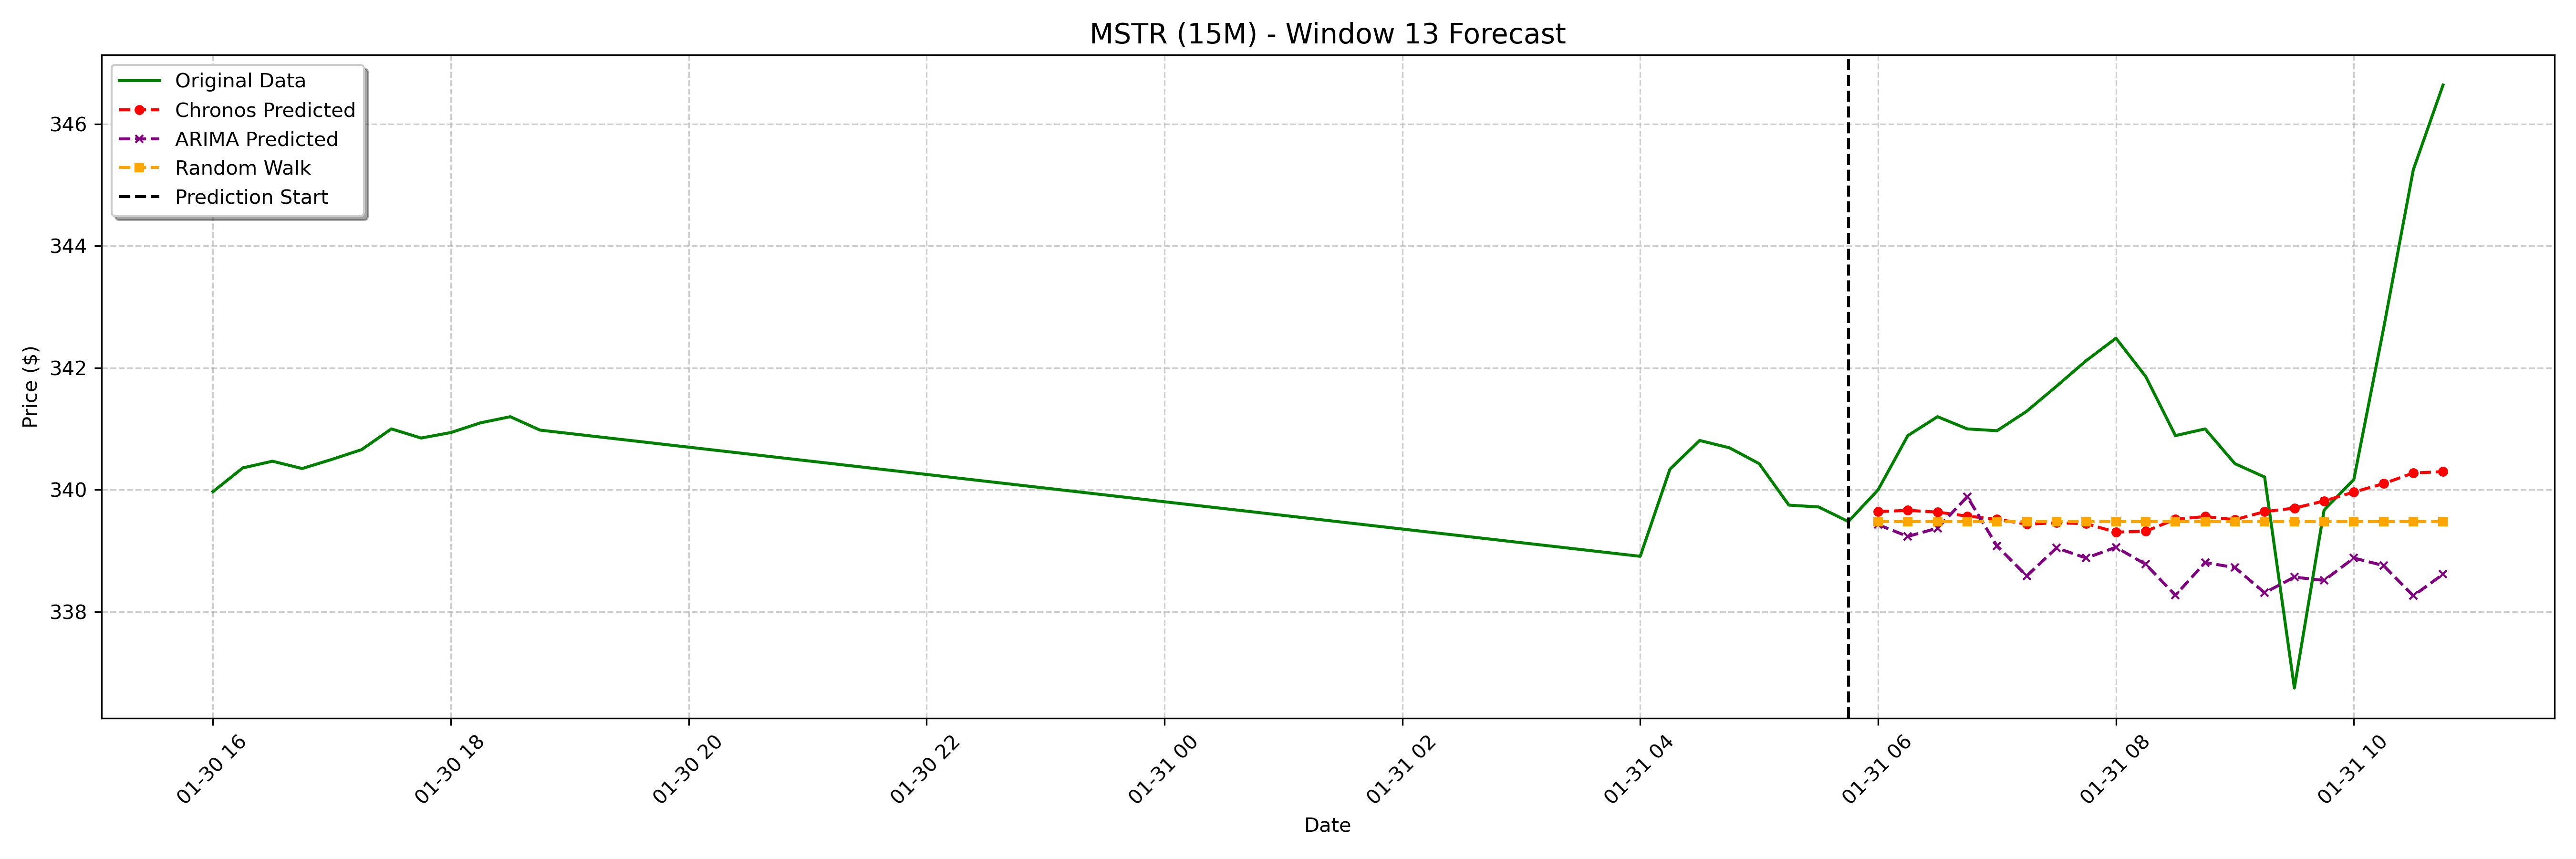 MSTR (15M) - Window 13 Forecast
Original Data
Chronos Predicted
ARIMA Predicted
Random Walk
Prediction Start
Price ($)
346
344
342
340
338
01-30 16
01-30 18
01-30 20
01-30 22
01-31 00
01-31 02
01-31 04
01-31 06
01-31 08
01-31 10
Date